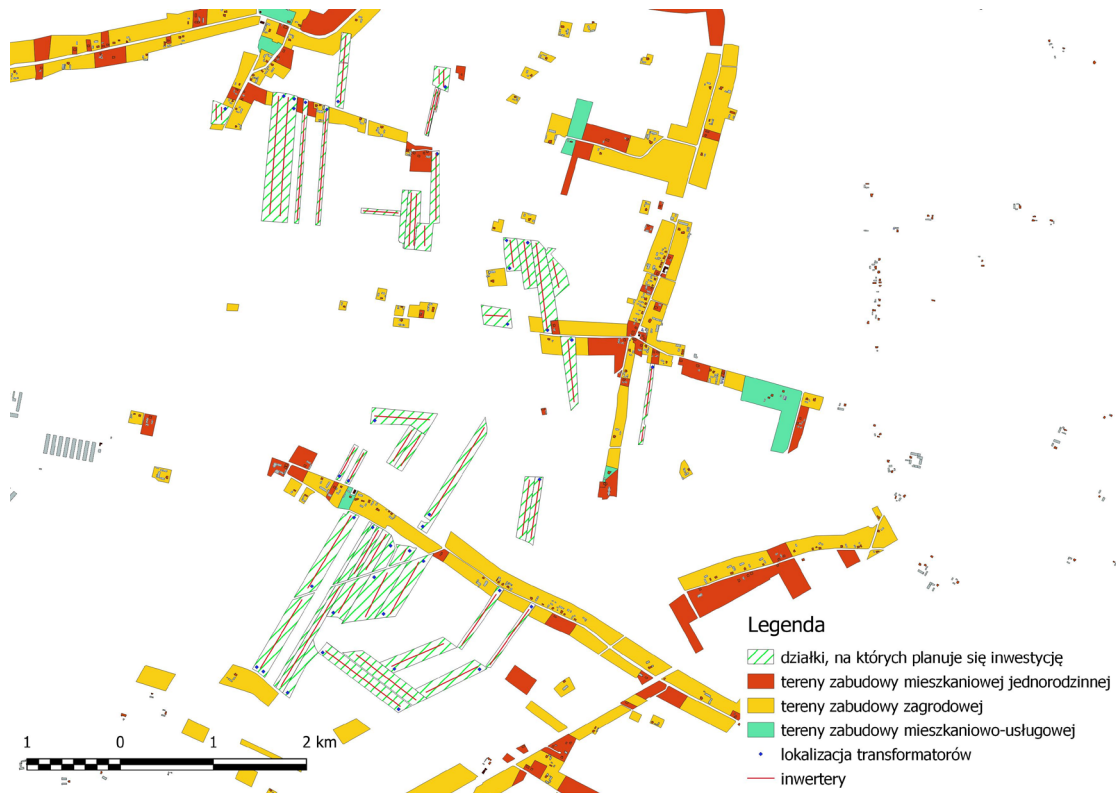 Legenda
działki, na których planuje się inwestycję
tereny zabudowy mieszkaniowej jednorodzinnej
tereny zabudowy zagrodowej
tereny zabudowy mieszkaniowo-usługowej
lokalizacja transformatorów
inwertery
1 0 1 2 km